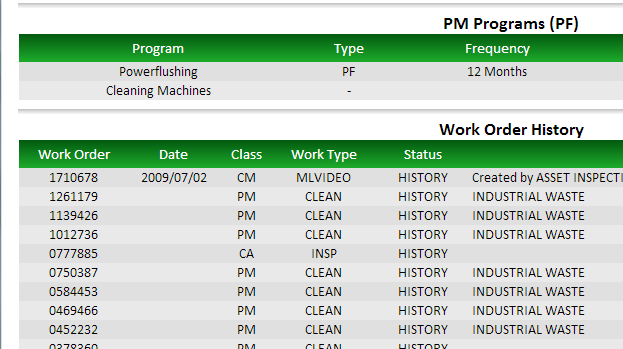 PM Programs (PF)
Program Type Frequency
Powerflushing PF 12 Months
Cleaning Machines -
Work Order History
Work Order Date Class Work Type Status
1710678 2009/07/02 CM MLVIDEO HISTORY Created by ASSET INSPECTI
1261179 PM CLEAN HISTORY INDUSTRIAL WASTE
1139426 PM CLEAN HISTORY INDUSTRIAL WASTE
1012736 PM CLEAN HISTORY INDUSTRIAL WASTE
0777885 CA INSP HISTORY
0750387 PM CLEAN HISTORY INDUSTRIAL WASTE
0584453 PM CLEAN HISTORY INDUSTRIAL WASTE
0469466 PM CLEAN HISTORY INDUSTRIAL WASTE
0452232 PM CLEAN HISTORY INDUSTRIAL WASTE
0378360 PM CLEAN HISTORY